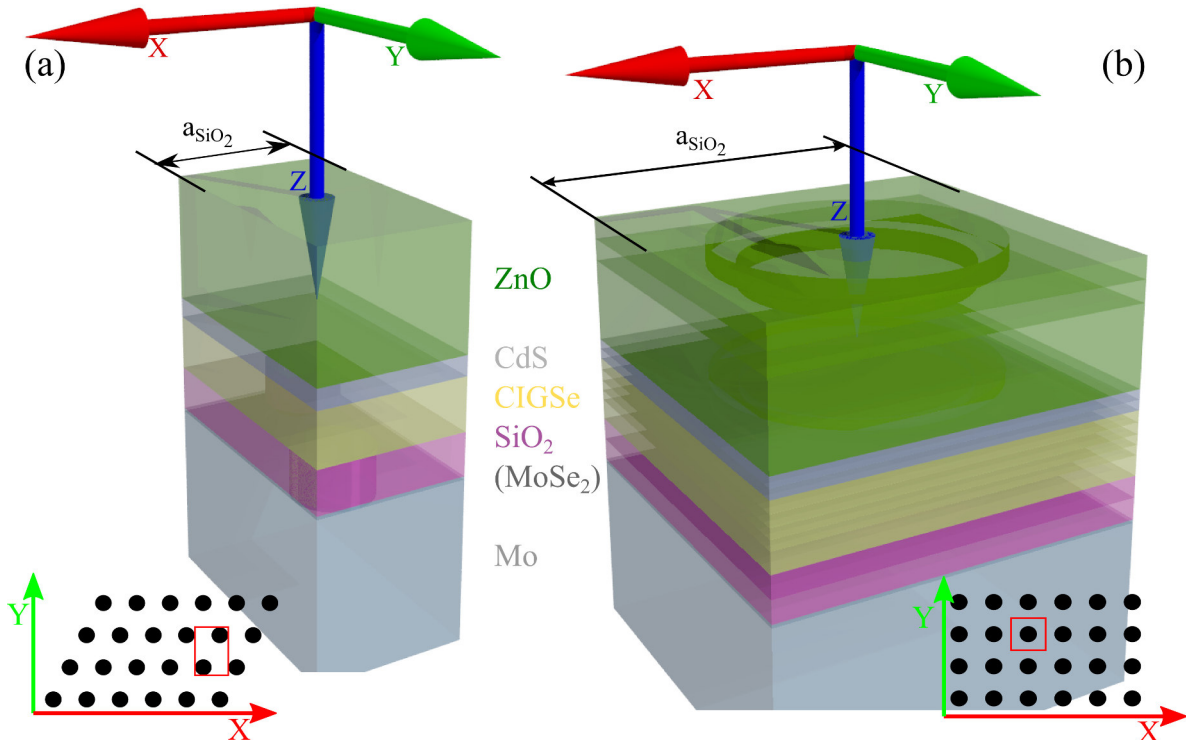 (a)
X
Y
Z
a_SiO₂
(b)
X
Y
Z
a_SiO₂
ZnO
CdS
CIGSe
SiO₂
(MoSe₂)
Mo
Y
X
Y
X